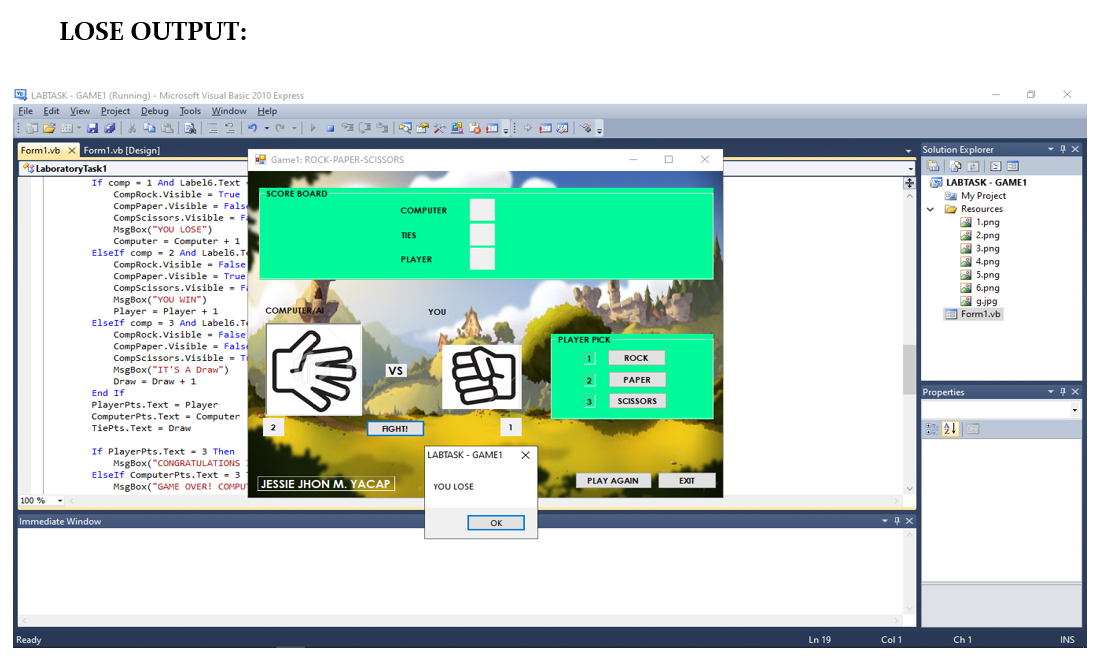 LOSE OUTPUT:
LABTASK - GAME1 (Running) - Microsoft Visual Basic 2010 Express
File Edit View Project Debug Tools Window Help
Form1.vb Form1.vb [Design]
LaboratoryTask1
If comp = 1 And Label6.Text =
CompRock.Visible = True
CompPaper.Visible = False
CompScissors.Visible = Fa
MsgBox("YOU LOSE")
Computer = Computer + 1
ElseIf comp = 2 And Label6.Te
CompRock.Visible = False
CompPaper.Visible = True
CompScissors.Visible = Fa
MsgBox("YOU WIN")
Player = Player + 1
ElseIf comp = 3 And Label6.Te
CompRock.Visible = False
CompPaper.Visible = False
CompScissors.Visible = Tr
MsgBox("IT'S A Draw")
Draw = Draw + 1
End If
PlayerPts.Text = Player
ComputerPts.Text = Computer
TiePts.Text = Draw
If PlayerPts.Text = 3 Then
MsgBox("CONGRATULATIONS
ElseIf ComputerPts.Text = 3
MsgBox("GAME OVER! COMPU
100 %
Game1: ROCK-PAPER-SCISSORS
SCORE BOARD
COMPUTER
TIES
PLAYER
COMPUTER/AI
YOU
VS
2
FIGHT!
1
PLAYER PICK
1 ROCK
2 PAPER
3 SCISSORS
JESSIE JHON M. YACAP
PLAY AGAIN EXIT
LABTASK - GAME1
YOU LOSE
OK
Solution Explorer
LABTASK - GAME1
My Project
Resources
1.png
2.png
3.png
4.png
5.png
6.png
g.jpg
Form1.vb
Properties
Immediate Window
Ready Ln 19 Col 1 Ch 1 INS